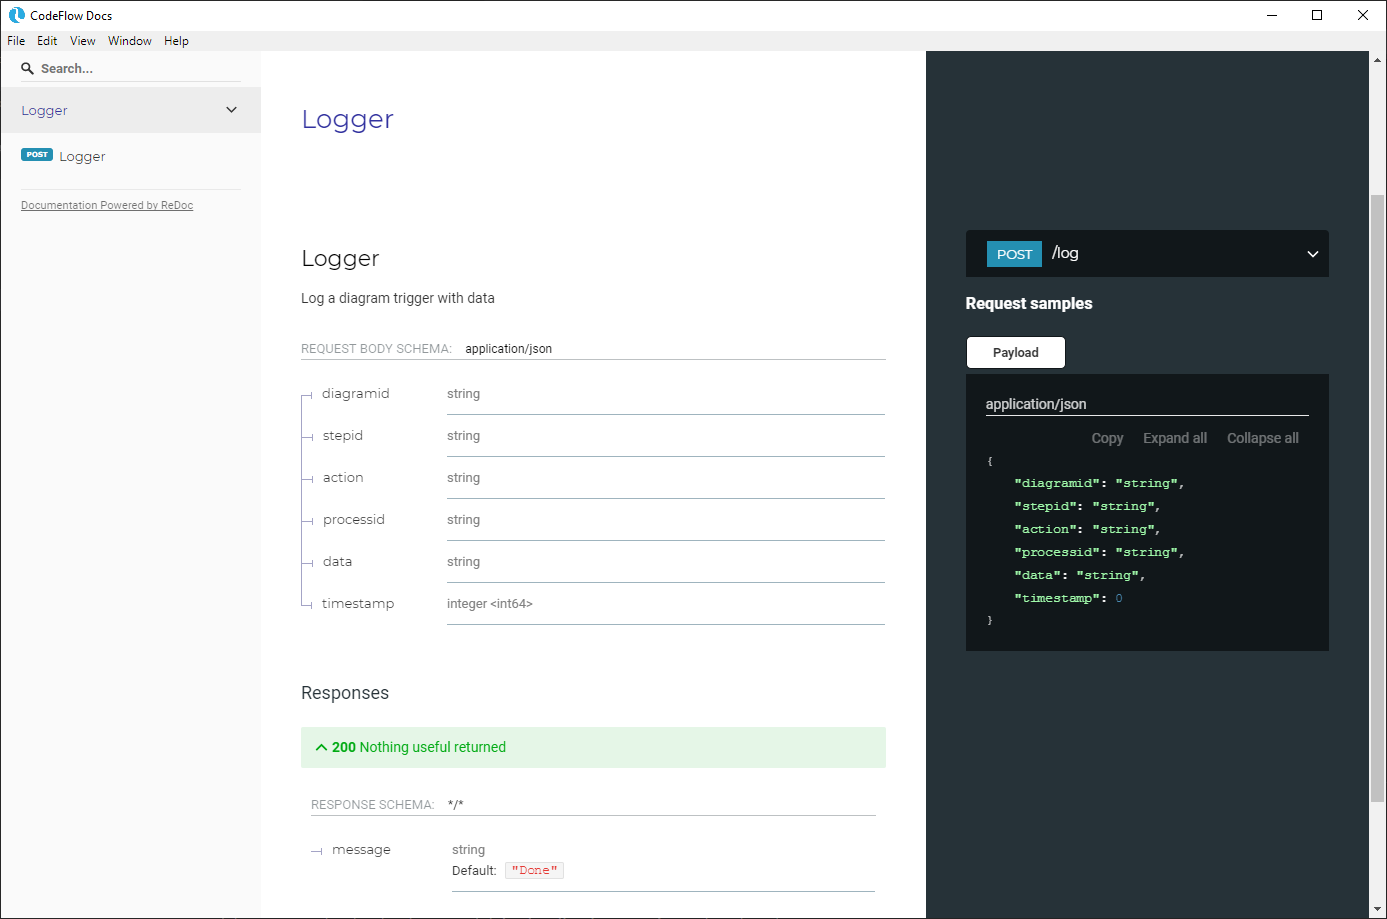 CodeFlow Docs
File Edit View Window Help
Search...
Logger
POST Logger
Documentation Powered by ReDoc
Logger
Logger
Log a diagram trigger with data
REQUEST BODY SCHEMA: application/json
diagramid string
stepid string
action string
processid string
data string
timestamp integer <int64>
Responses
200 Nothing useful returned
RESPONSE SCHEMA: */*
message string
Default: "Done"
POST /log
Request samples
Payload
application/json
Copy Expand all Collapse all
{
"diagramid": "string",
"stepid": "string",
"action": "string",
"processid": "string",
"data": "string",
"timestamp": 0
}